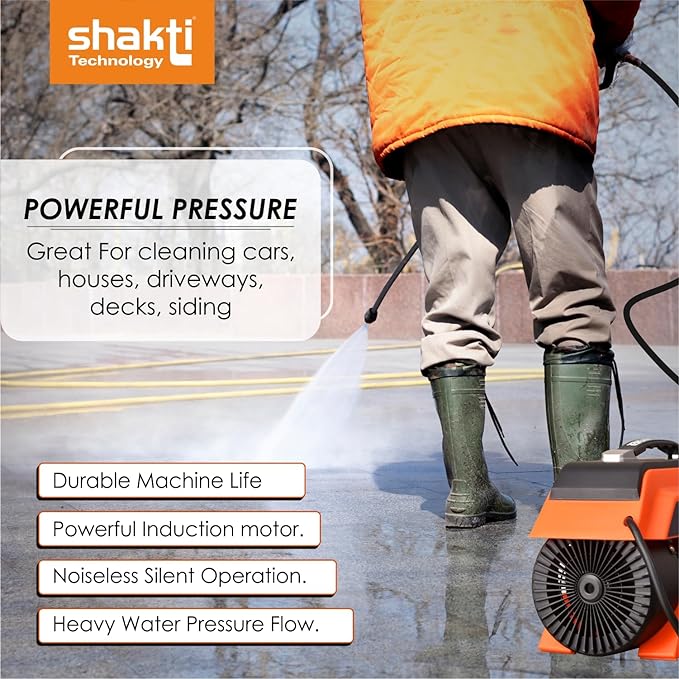 shakti
Technology
POWERFUL PRESSURE
Great For cleaning cars,
houses, driveways,
decks, siding
Durable Machine Life
Powerful Induction motor.
Noiseless Silent Operation.
Heavy Water Pressure Flow.